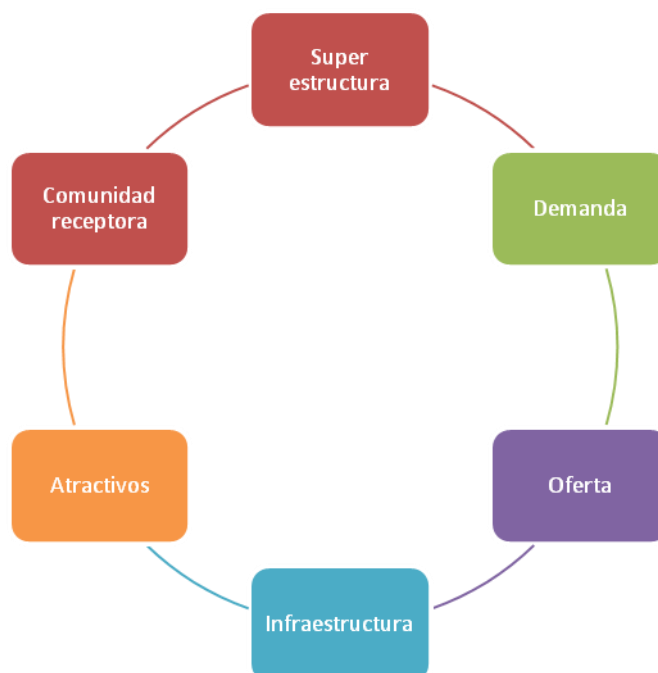 Super
estructura
Demanda
Oferta
Infraestructura
Atractivos
Comunidad
receptora